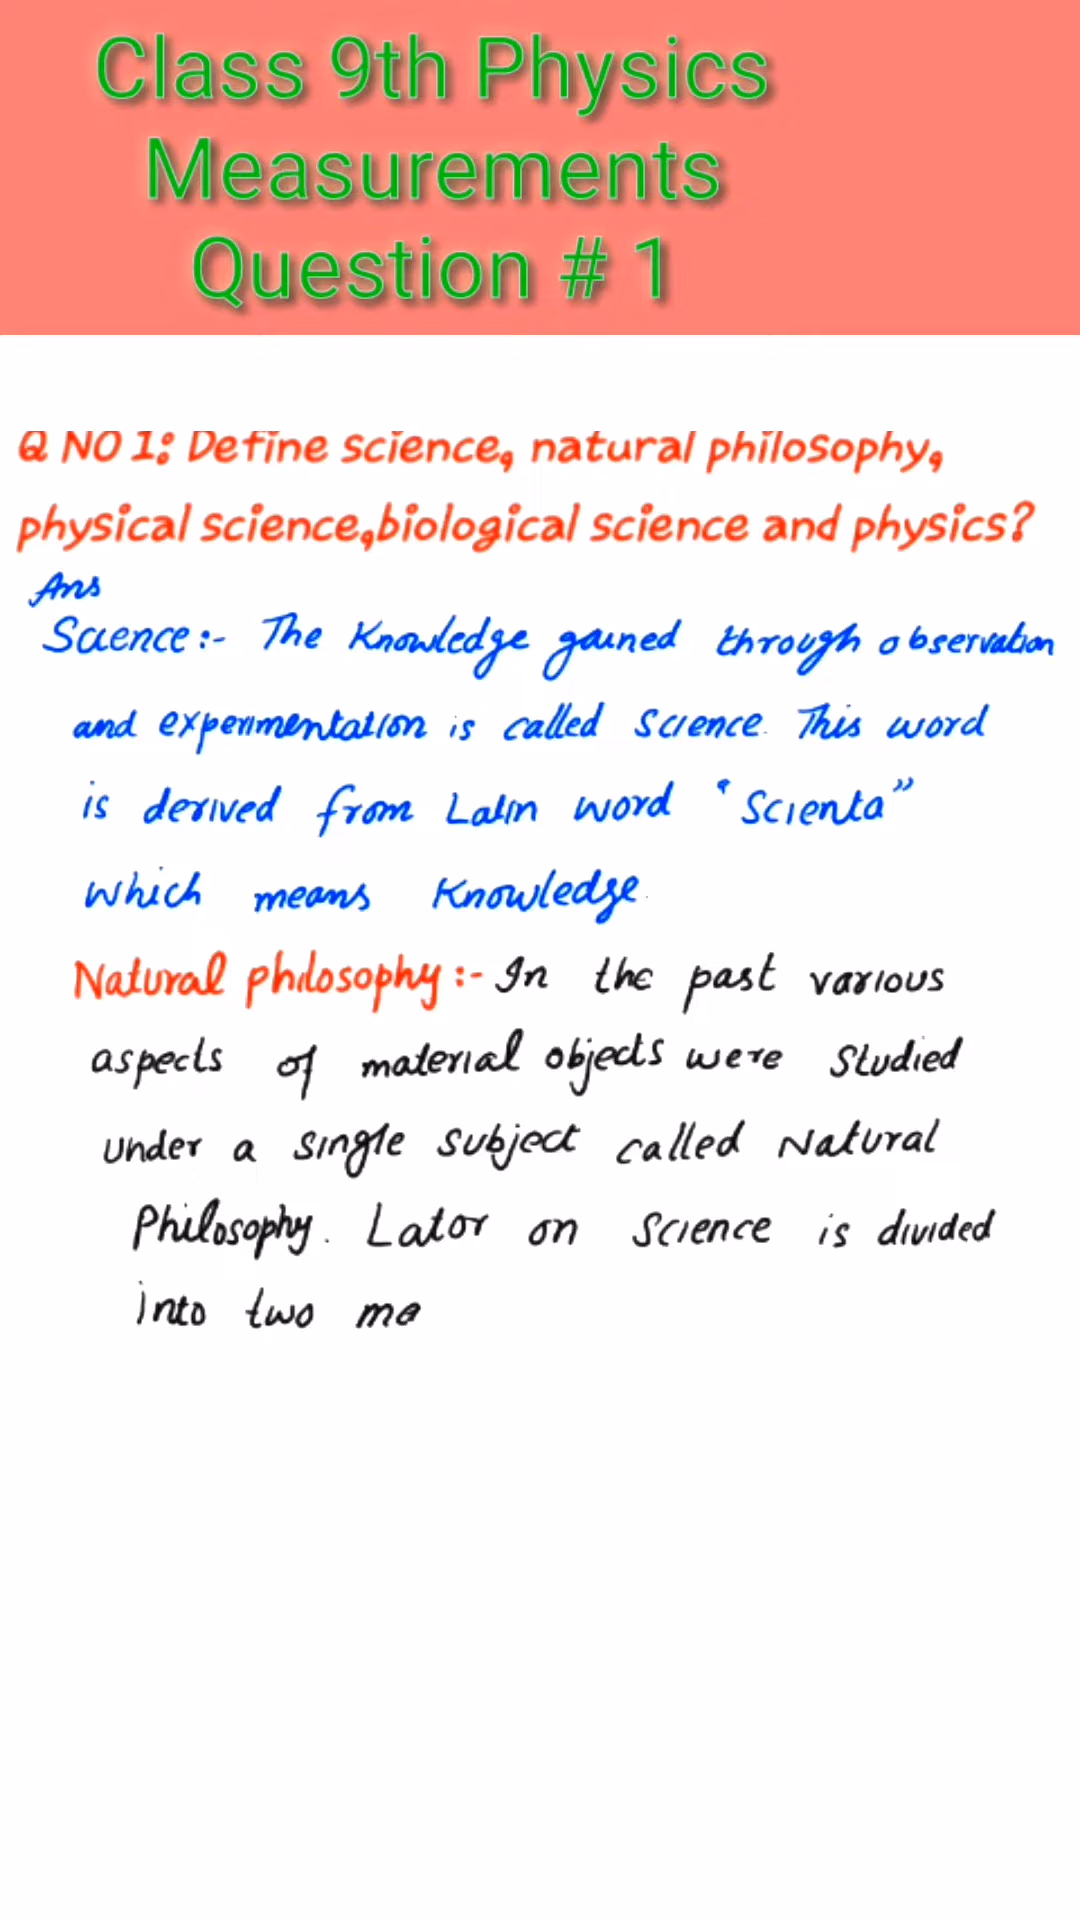 Class 9th Physics
Measurements
Question # 1
Q NO 1: Define science, natural philosophy,
physical science,biological science and physics?
Ans
Science:- The Knowledge gained through observation
and experimentation is called Science. This word
is derived from Latin word "Scienta"
which means Knowledge.
Natural philosophy:- In the past various
aspects of material objects were studied
under a single subject called Natural
Philosophy. Lator on Science is divided
into two ma